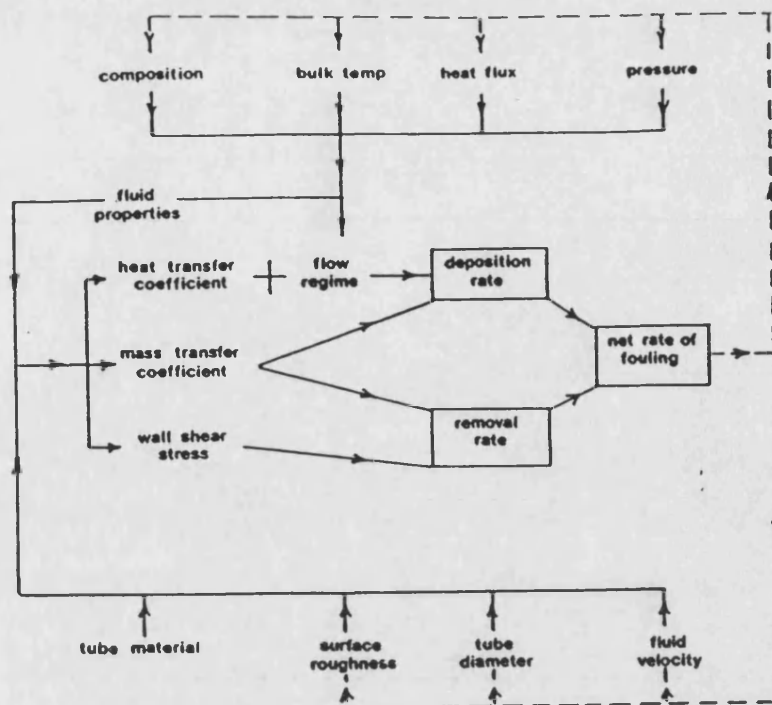 composition bulk temp heat flux pressure
fluid
properties
heat transfer
coefficient
flow
regime
deposition
rate
mass transfer
coefficient
net rate of
fouling
wall shear
stress
removal
rate
tube material
surface
roughness
tube
diameter
fluid
velocity